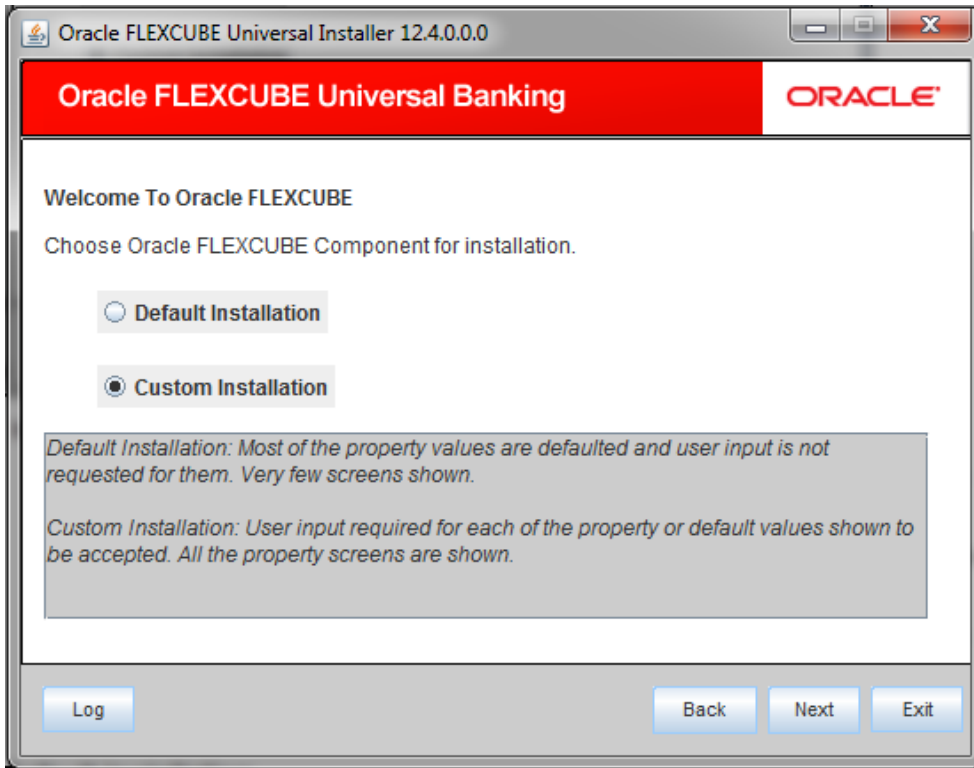 Oracle FLEXCUBE Universal Installer 12.4.0.0.0
Oracle FLEXCUBE Universal Banking
ORACLE
Welcome To Oracle FLEXCUBE
Choose Oracle FLEXCUBE Component for installation.
Default Installation
Custom Installation
Default Installation: Most of the property values are defaulted and user input is not
requested for them. Very few screens shown.
Custom Installation: User input required for each of the property or default values shown to
be accepted. All the property screens are shown.
Log
Back
Next
Exit